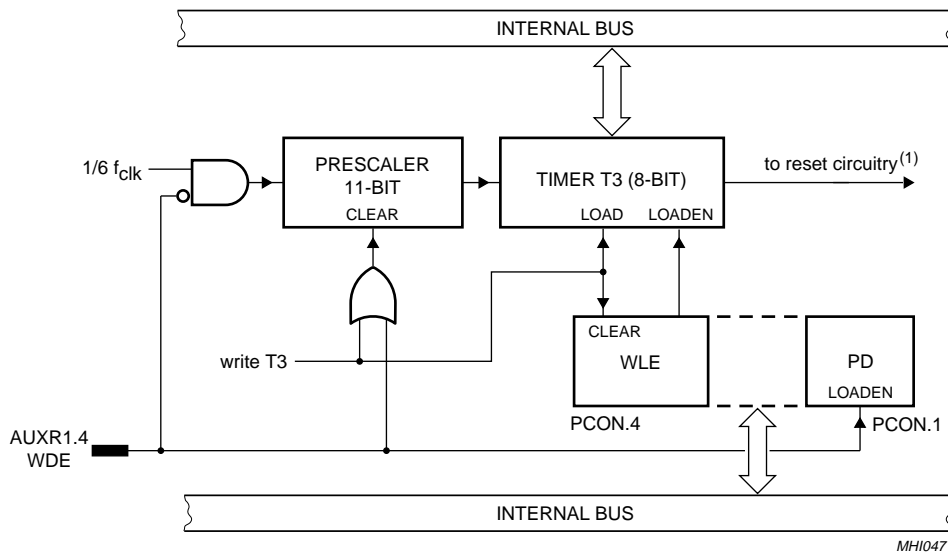 INTERNAL BUS
1/6 fclk
PRESCALER
11-BIT
CLEAR
TIMER T3 (8-BIT)
LOAD LOADEN
to reset circuitry(1)
write T3
CLEAR
WLE
PCON.4
PD
LOADEN
PCON.1
AUXR1.4
WDE
INTERNAL BUS
MHI047